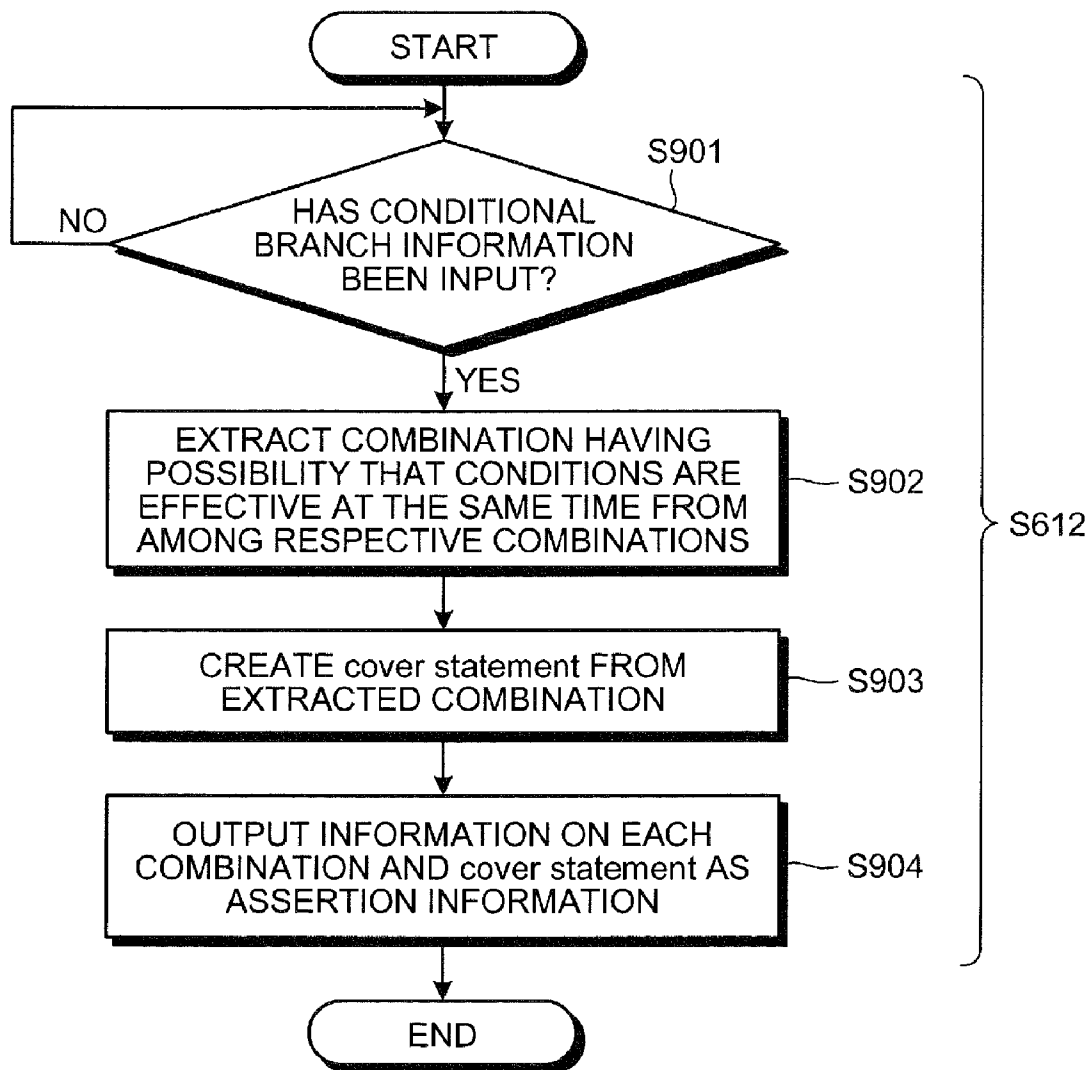 START
S901
HAS CONDITIONAL
BRANCH INFORMATION
BEEN INPUT?
NO
YES
EXTRACT COMBINATION HAVING
POSSIBILITY THAT CONDITIONS ARE
EFFECTIVE AT THE SAME TIME FROM
AMONG RESPECTIVE COMBINATIONS
S902
S612
CREATE cover statement FROM
EXTRACTED COMBINATION
S903
OUTPUT INFORMATION ON EACH
COMBINATION AND cover statement AS
ASSERTION INFORMATION
S904
END